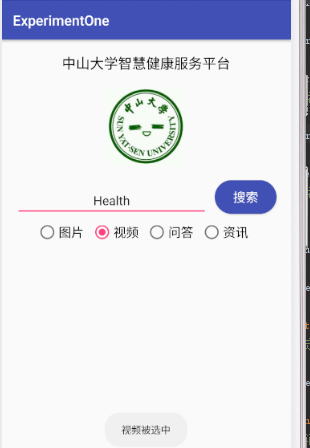 ExperimentOne
中山大学智慧健康服务平台
中山大學
SUN YAT-SEN UNIVERSITY
Health
搜索
图片 视频 问答 资讯
视频被选中